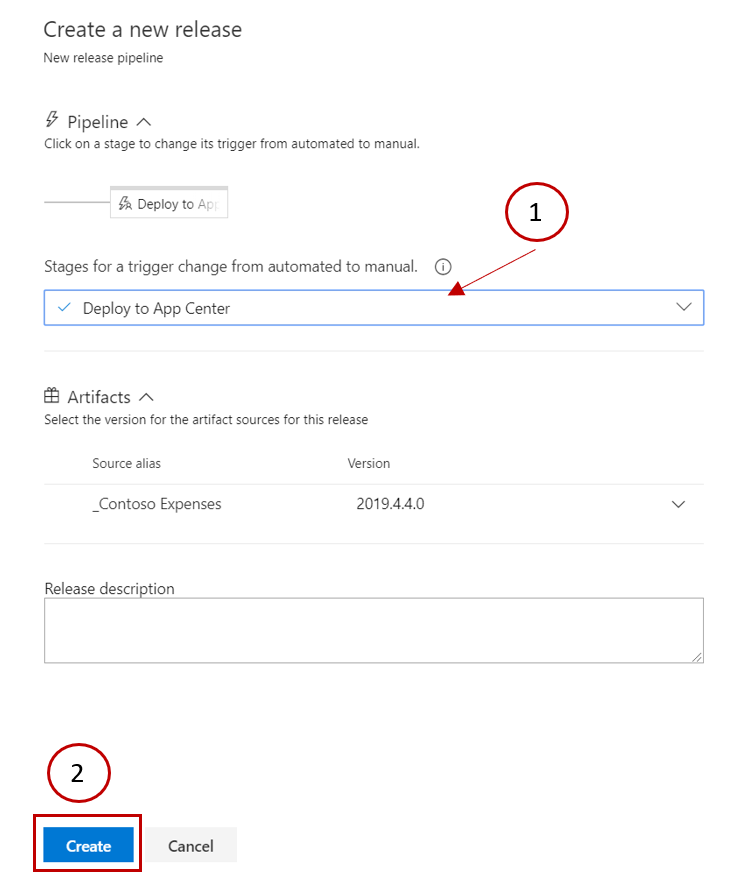 Create a new release
New release pipeline
Pipeline
Click on a stage to change its trigger from automated to manual.
Deploy to App
1
Stages for a trigger change from automated to manual.
Deploy to App Center
Artifacts
Select the version for the artifact sources for this release
Source alias Version
_Contoso Expenses 2019.4.4.0
Release description
2
Create Cancel